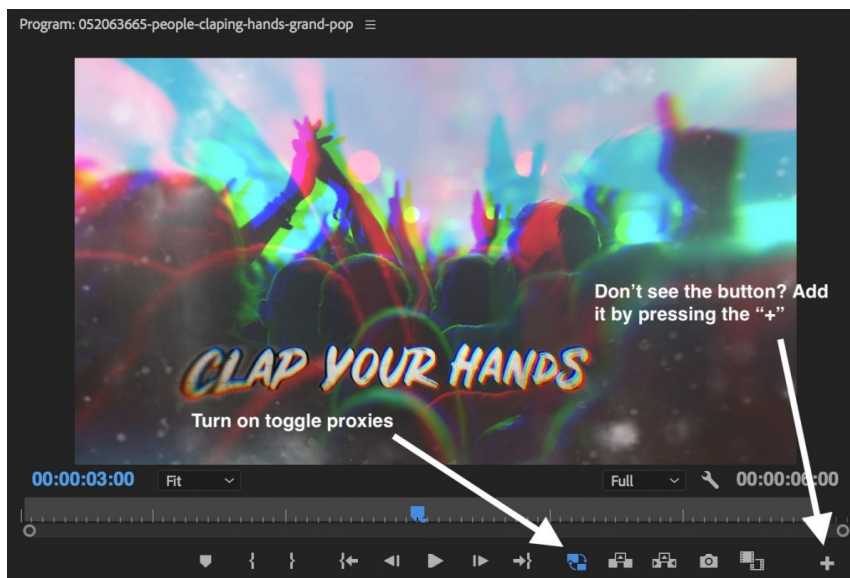 Program: 052063665-people-claping-hands-grand-pop
Don’t see the button? Add
it by pressing the “+”
CLAP YOUR HANDS
Turn on toggle proxies
00:00:03:00 Fit Full 00:00:06:00